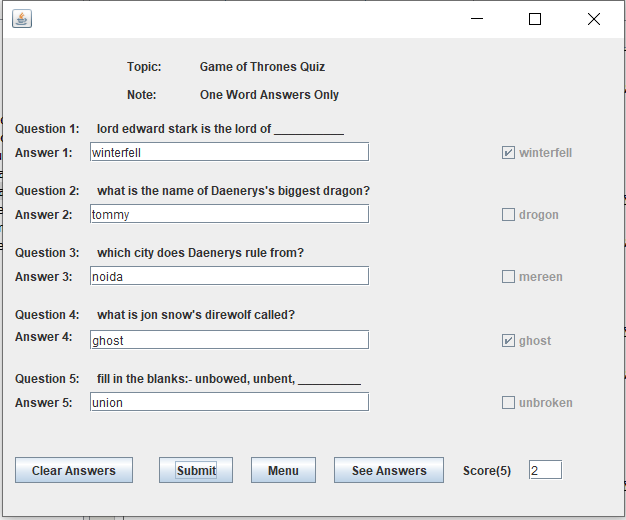 Topic: Game of Thrones Quiz
Note: One Word Answers Only
Question 1: lord edward stark is the lord of __________
Answer 1: winterfell winterfell
Question 2: what is the name of Daenerys's biggest dragon?
Answer 2: tommy drogon
Question 3: which city does Daenerys rule from?
Answer 3: noida mereen
Question 4: what is jon snow's direwolf called?
Answer 4: ghost ghost
Question 5: fill in the blanks:- unbowed, unbent, _________
Answer 5: union unbroken
Clear Answers Submit Menu See Answers Score(5) 2